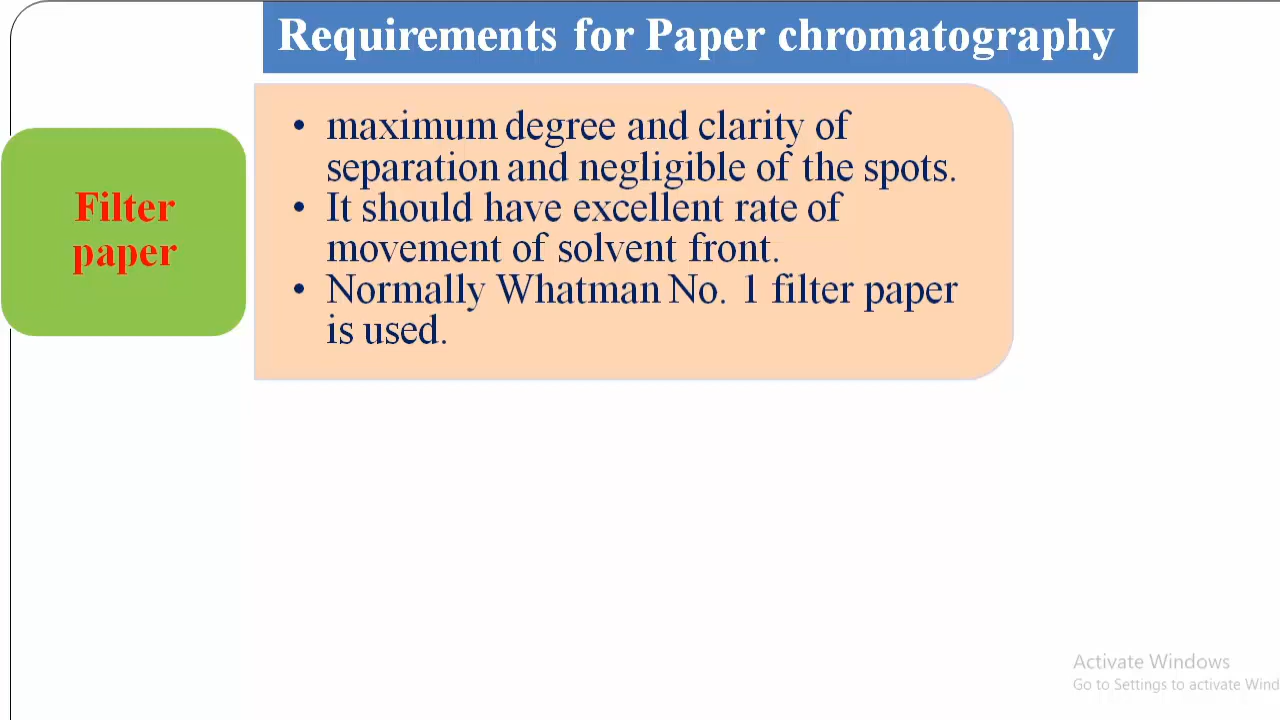 Requirements for Paper chromatography
Filter
paper
• maximum degree and clarity of
separation and negligible of the spots.
• It should have excellent rate of
movement of solvent front.
• Normally Whatman No. 1 filter paper
is used.
Activate Windows
Go to Settings to activate Wind